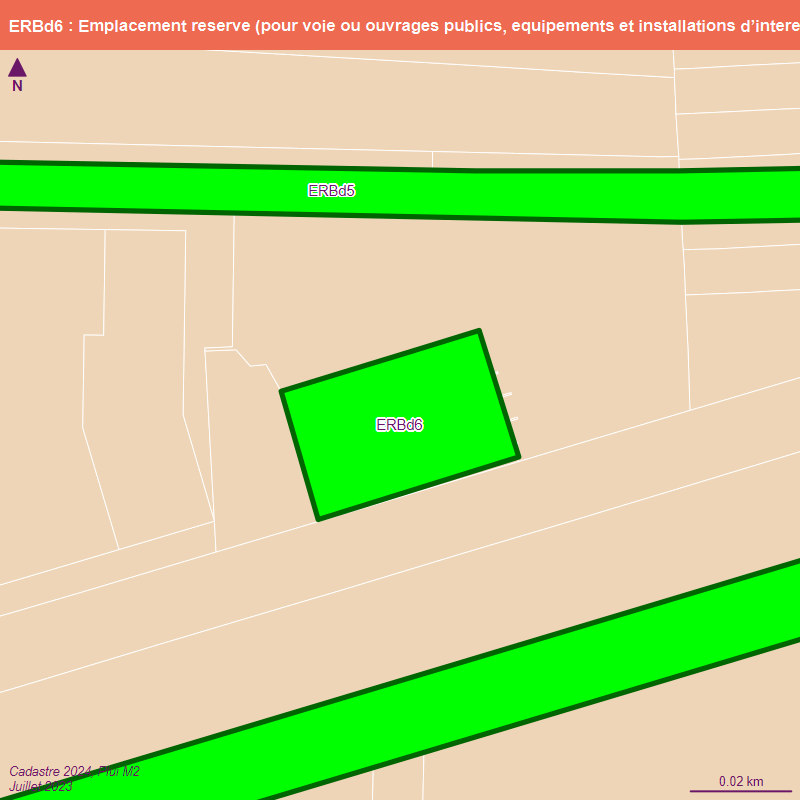 ERBd6 : Emplacement reserve (pour voie ou ouvrages publics, equipements et installations d'intere
N
ERBd5
ERBd6
Cadastre 2024, Plui M2
Juillet 2023
0.02 km